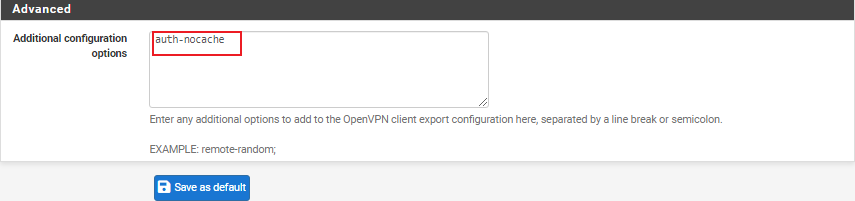 Advanced
Additional configuration
options
auth-nocache
Enter any additional options to add to the OpenVPN client export configuration here, separated by a line break or semicolon.
EXAMPLE: remote-random;
Save as default